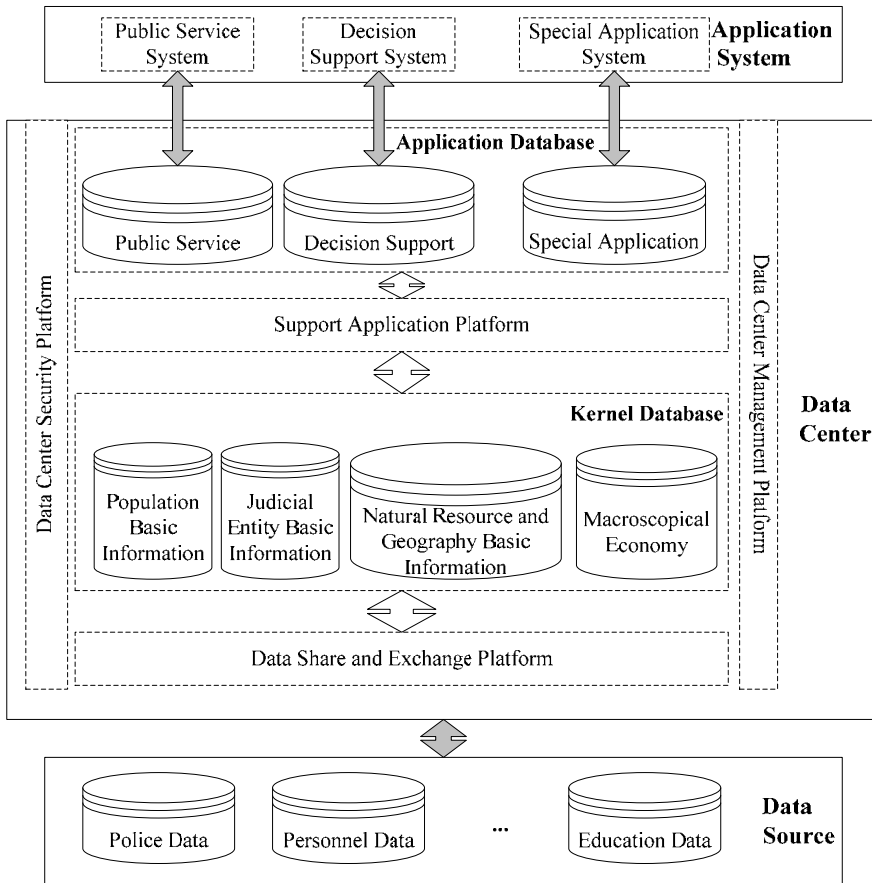 Public Service
System
Decision
Support System
Special Application
System
Application
System
Application Database
Public Service
Decision Support
Special Application
Support Application Platform
Kernel Database
Population
Basic
Information
Judicial
Entity Basic
Information
Natural Resource and
Geography Basic
Information
Macroscopical
Economy
Data Share and Exchange Platform
Data Center Security Platform
Data Center Management Platform
Data
Center
Police Data
Personnel Data
...
Education Data
Data
Source